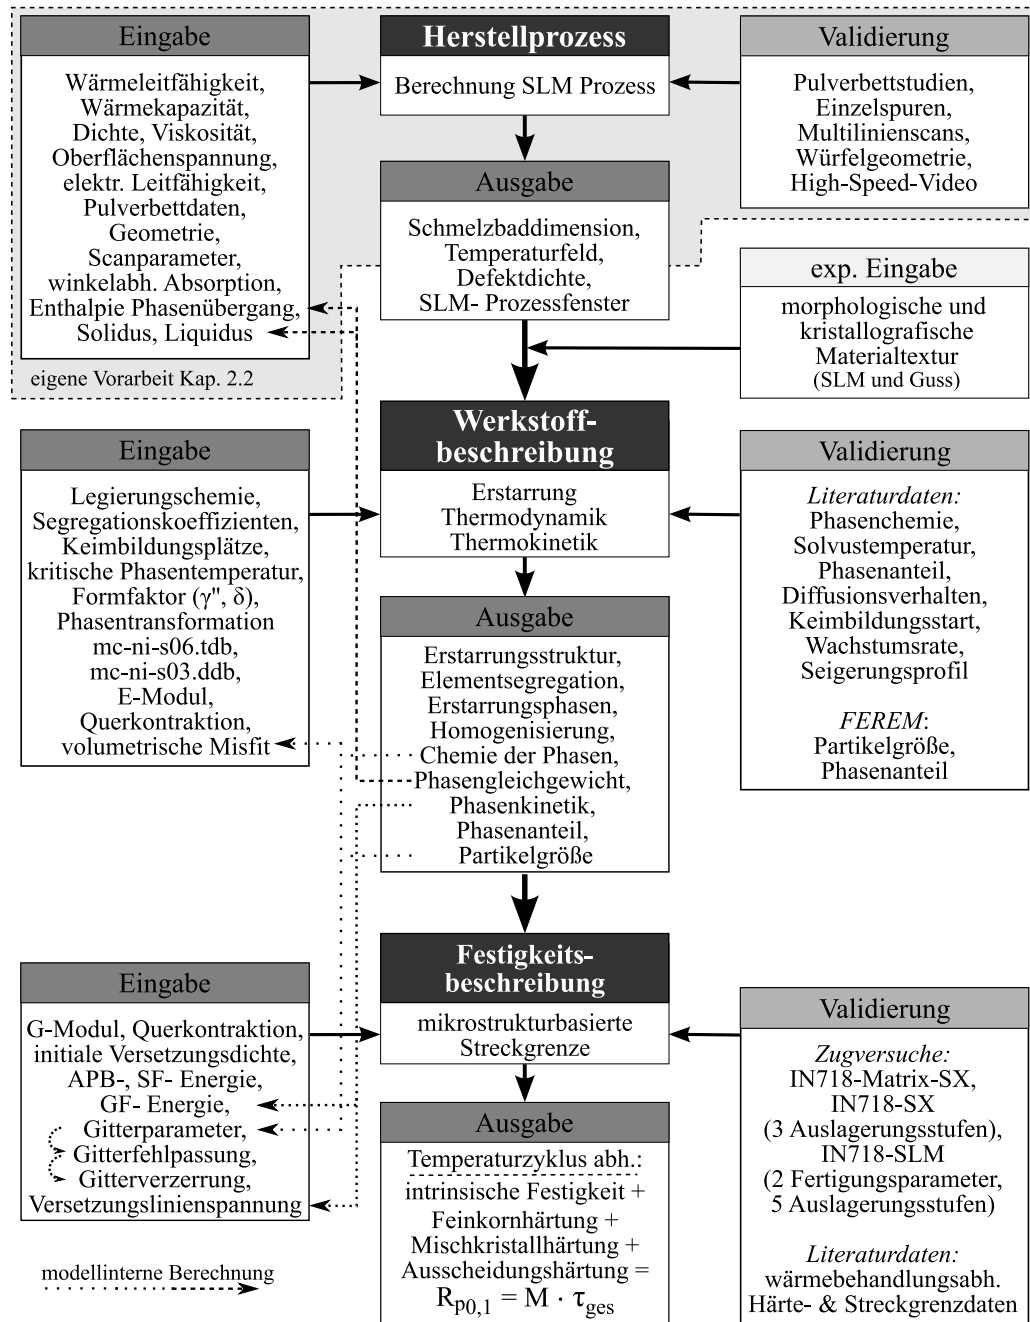 Eingabe
Wärmeleitfähigkeit,
Wärmekapazität,
Dichte, Viskosität,
Oberflächenspannung,
elektr. Leitfähigkeit,
Pulverbettdaten,
Geometrie,
Scanparameter,
winkelabh. Absorption,
Enthalpie Phasenübergang,
Solidus, Liquidus
eigene Vorarbeit Kap. 2.2
Herstellprozess
Berechnung SLM Prozess
Ausgabe
Schmelzbaddimension,
Temperaturfeld,
Defektdichte,
SLM- Prozessfenster
Validierung
Pulverbettstudien,
Einzelspuren,
Multilinienscans,
Würfelgeometrie,
High-Speed-Video
exp. Eingabe
morphologische und
kristallografische
Materialtextur
(SLM und Guss)
Eingabe
Legierungschemie,
Segregationskoeffizienten,
Keimbildungsplätze,
kritische Phasentemperatur,
Formfaktor (γ'', δ),
Phasentransformation
mc-ni-s06.tdb,
mc-ni-s03.ddb,
E-Modul,
Querkontraktion,
volumetrische Misfit
Werkstoff-
beschreibung
Erstarrung
Thermodynamik
Thermokinetik
Ausgabe
Erstarrungsstruktur,
Elementsegregation,
Erstarrungsphasen,
Homogenisierung,
Chemie der Phasen,
Phasengleichgewicht,
Phasenkinetik,
Phasenanteil,
Partikelgröße
Validierung
Literaturdaten:
Phasenchemie,
Solvustemperatur,
Phasenanteil,
Diffusionsverhalten,
Keimbildungsstart,
Wachstumsrate,
Seigerungsprofil
FEREM:
Partikelgröße,
Phasenanteil
Eingabe
G-Modul, Querkontraktion,
initiale Versetzungsdichte,
APB-, SF- Energie,
GF- Energie,
Gitterparameter,
Gitterfehlpassung,
Gitterverzerrung,
Versetzungslinienspannung
modellinterne Berechnung
Festigkeits-
beschreibung
mikrostrukturbasierte
Streckgrenze
Ausgabe
Temperaturzyklus abh.:
intrinsische Festigkeit +
Feinkornhärtung +
Mischkristallhärtung +
Ausscheidungshärtung =
R_p0,1 = M · τ_ges
Validierung
Zugversuche:
IN718-Matrix-SX,
IN718-SX
(3 Auslagerungsstufen),
IN718-SLM
(2 Fertigungsparameter,
5 Auslagerungsstufen)
Literaturdaten:
wärmebehandlungsabh.
Härte- & Streckgrenzdaten